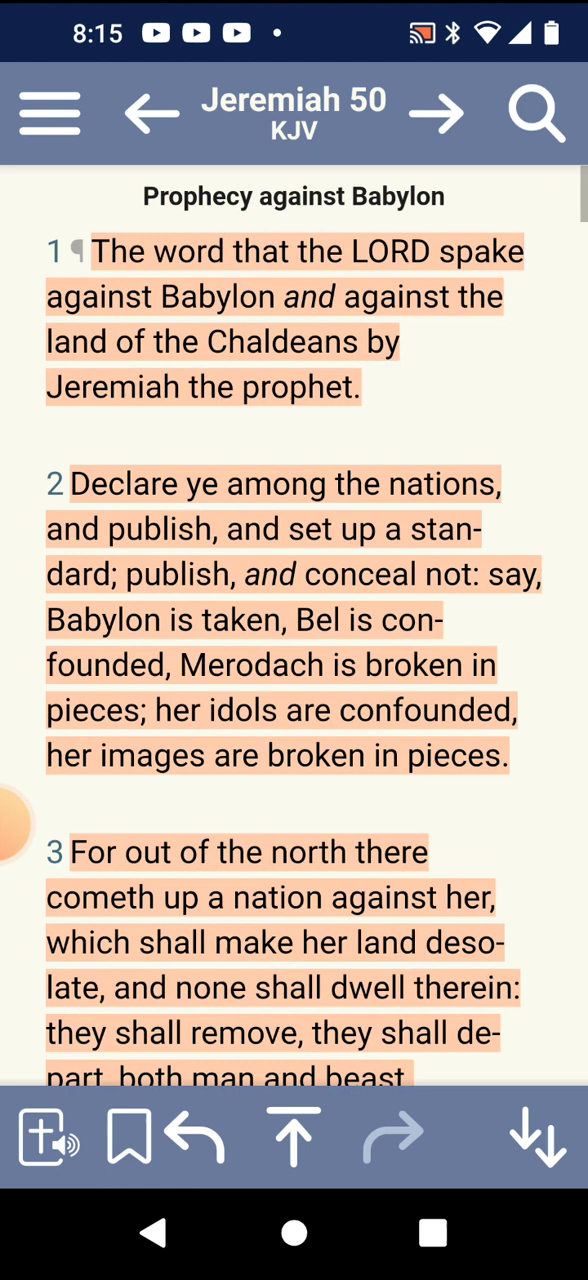 8:15
Jeremiah 50
KJV
Prophecy against Babylon
1 ¶ The word that the LORD spake
against Babylon and against the
land of the Chaldeans by
Jeremiah the prophet.
2 Declare ye among the nations,
and publish, and set up a stan-
dard; publish, and conceal not: say,
Babylon is taken, Bel is con-
founded, Merodach is broken in
pieces; her idols are confounded,
her images are broken in pieces.
3 For out of the north there
cometh up a nation against her,
which shall make her land deso-
late, and none shall dwell therein:
they shall remove, they shall de-
part, both man and beast.